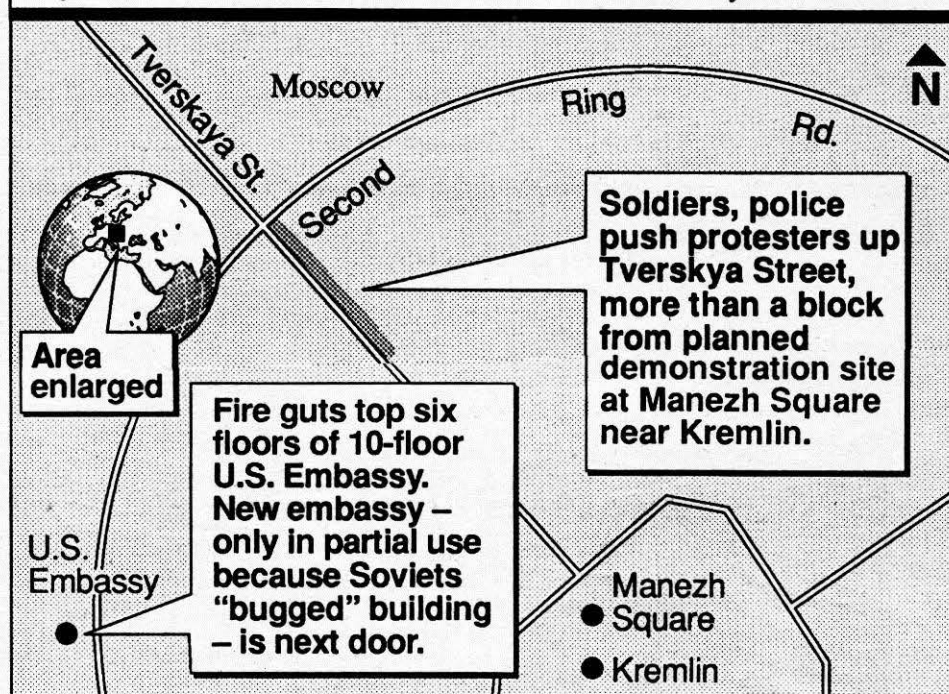 Moscow
N
Tverskaya St.
Second
Ring
Rd.
Soldiers, police
push protesters up
Tverskya Street,
more than a block
from planned
demonstration site
at Manezh Square
near Kremlin.
Area
enlarged
Fire guts top six
floors of 10-floor
U.S. Embassy.
New embassy –
only in partial use
because Soviets
“bugged” building
– is next door.
U.S.
Embassy
Manezh
Square
Kremlin